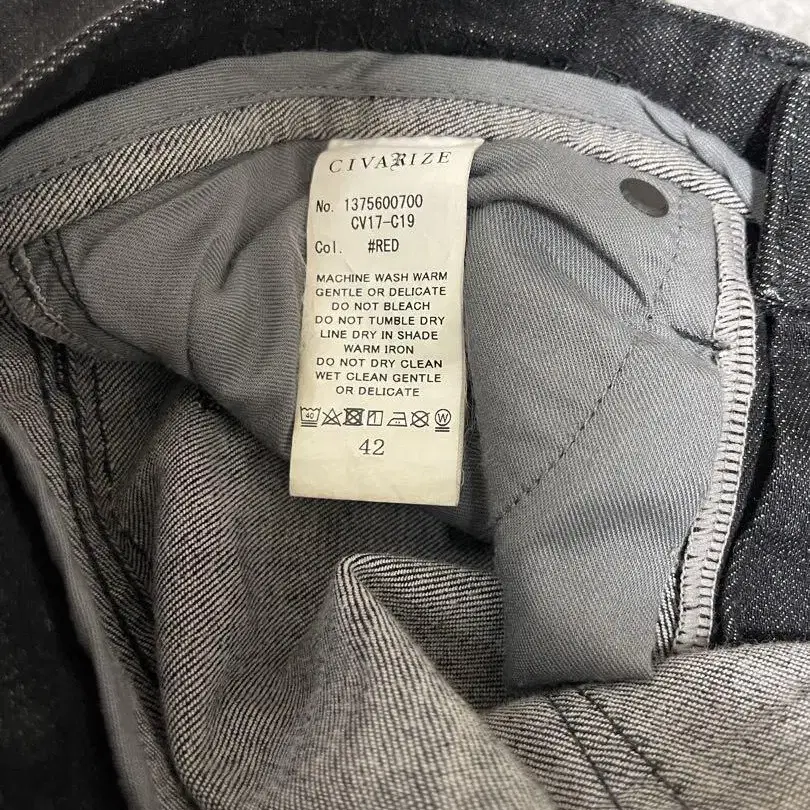 CIVARIZE
No. 1375600700
CV17-C19
Col. #RED
MACHINE WASH WARM
GENTLE OR DELICATE
DO NOT BLEACH
DO NOT TUMBLE DRY
LINE DRY IN SHADE
WARM IRON
DO NOT DRY CLEAN
WET CLEAN GENTLE
OR DELICATE
40 W
42